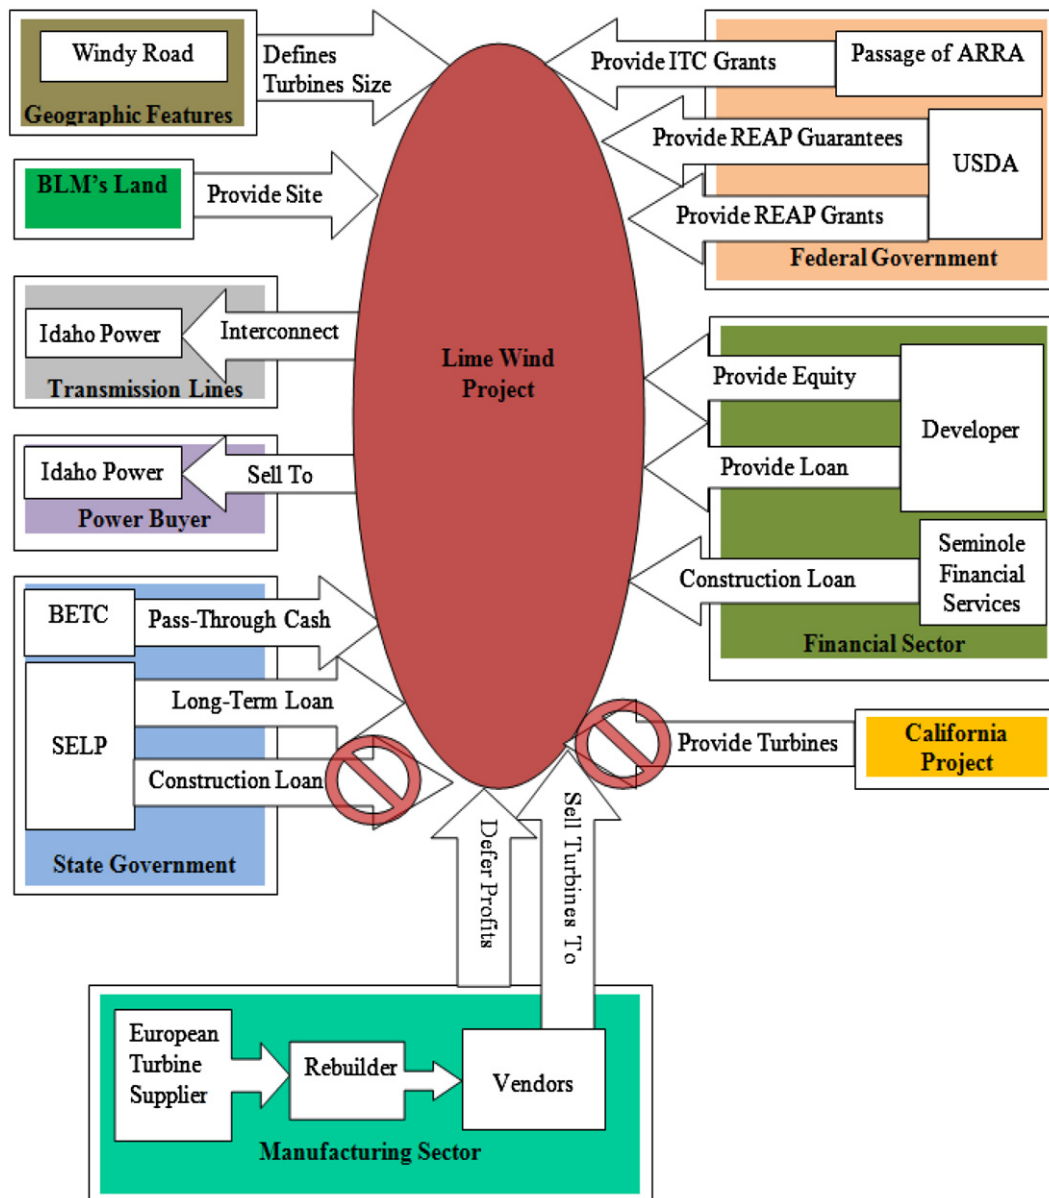 Windy Road
Geographic Features
Defines
Turbines Size
BLM's Land
Provide Site
Idaho Power
Transmission Lines
Interconnect
Idaho Power
Power Buyer
Sell To
BETC
Pass-Through Cash
SELP
Long-Term Loan
Construction Loan
State Government
Lime Wind
Project
Provide ITC Grants
Passage of ARRA
Provide REAP Guarantees
USDA
Provide REAP Grants
Federal Government
Provide Equity
Developer
Provide Loan
Construction Loan
Seminole
Financial
Services
Financial Sector
Provide Turbines
California
Project
Defer Profits
Sell Turbines To
European
Turbine
Supplier
Rebuilder
Vendors
Manufacturing Sector